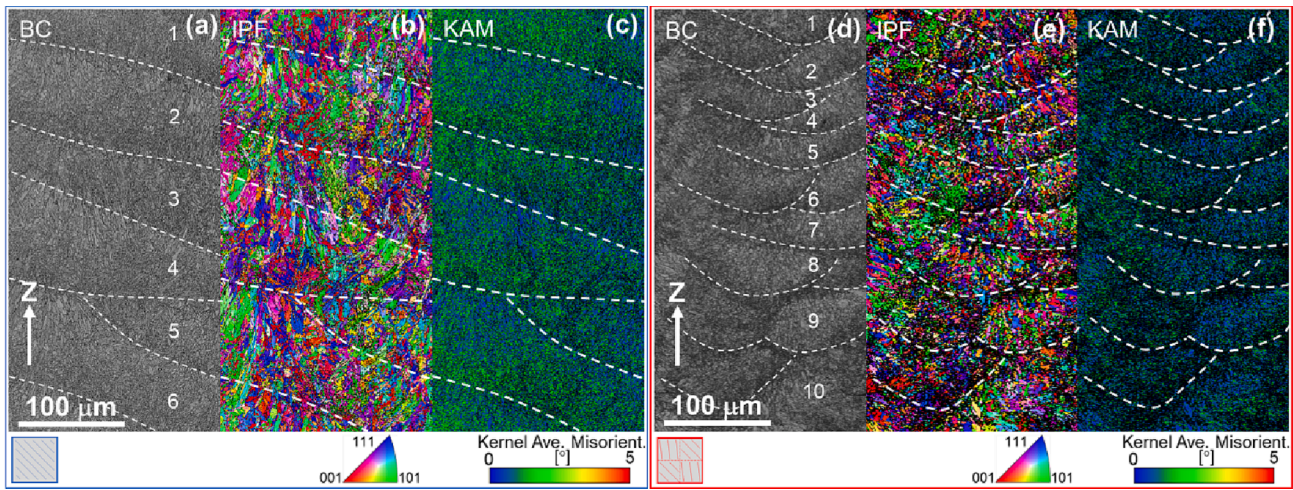 BC (a) IPF (b) KAM (c)
1
2
3
4
5
6
Z
100 µm
111
001 101
Kernel Ave. Misorient.
0 [°] 5
BC (d) IPF (e) KAM (f)
1
2
3
4
5
6
7
8
9
10
Z
100 µm
111
001 101
Kernel Ave. Misorient.
0 [°] 5